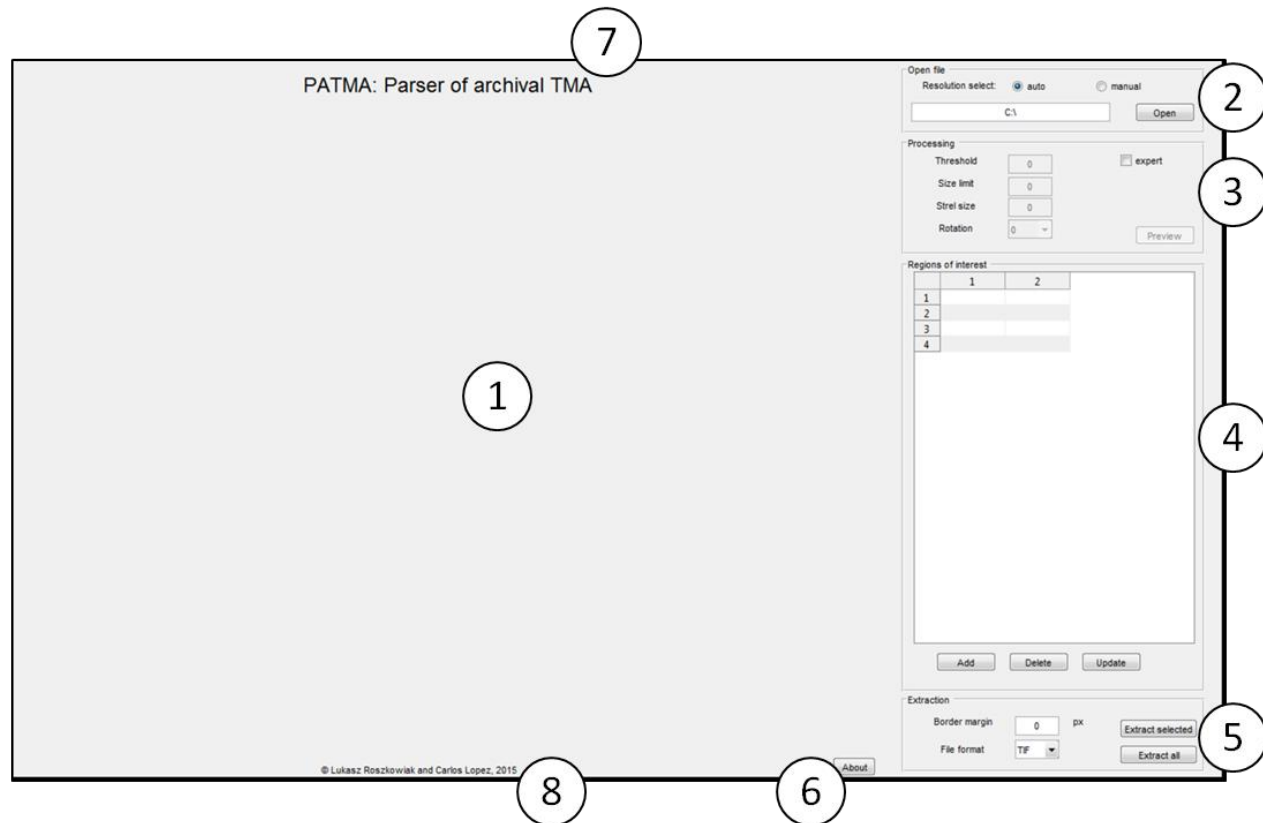 7
PATMA: Parser of archival TMA
Open file
Resolution select: auto manual
C:\ Open
2
Processing
Threshold 0 expert
Size limit 0
Strel size 0
Rotation 0
Preview
3
Regions of interest
1 2
1
2
3
4
1
4
Add Delete Update
Extraction
Border margin 0 px Extract selected
File format TIF Extract all
5
© Lukasz Roszkowiak and Carlos Lopez, 2015
About
8
6